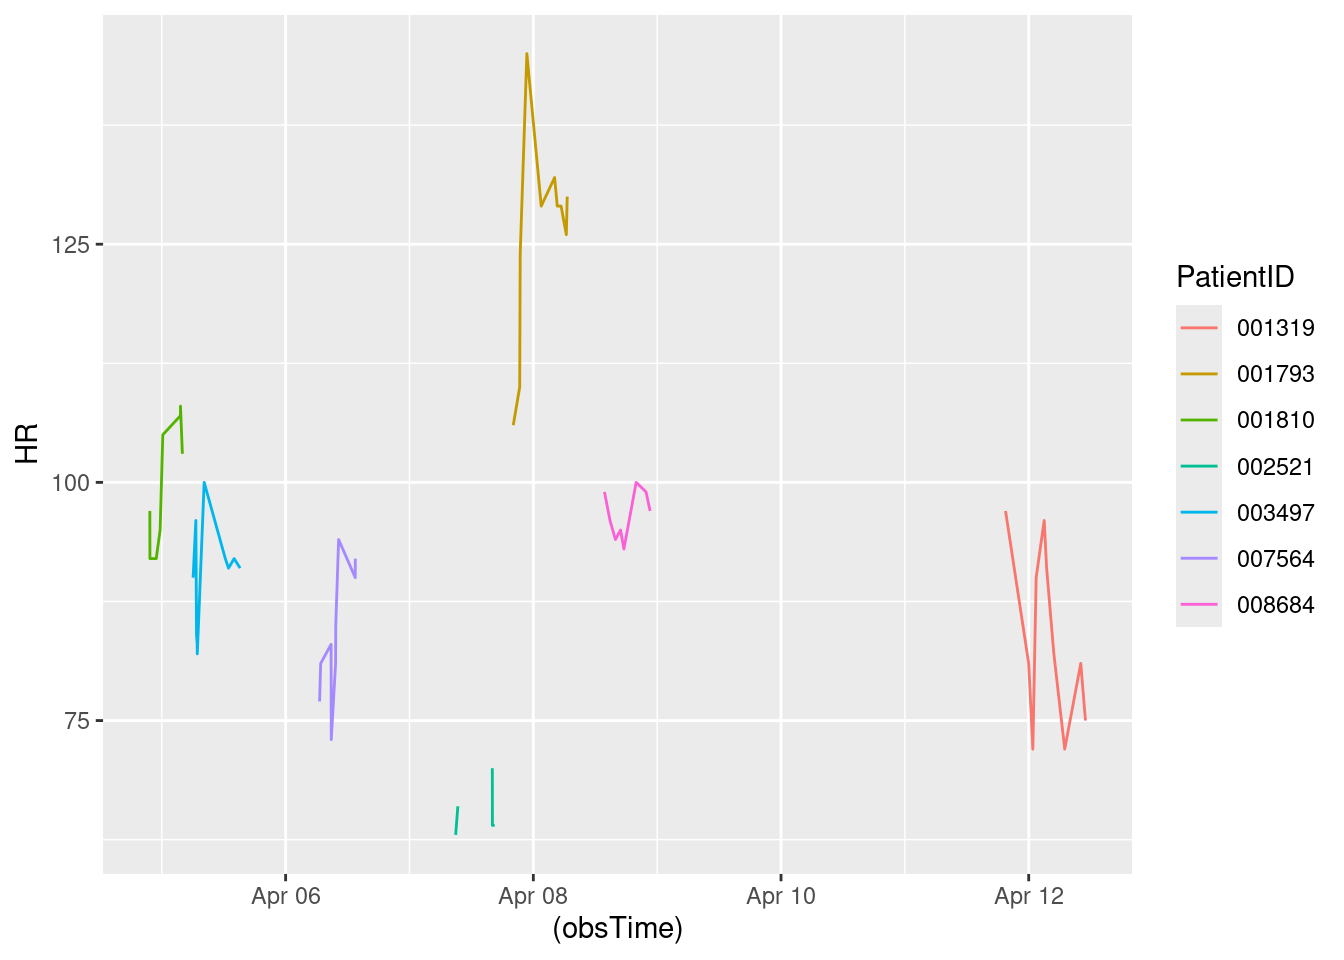 HR
125
100
75
Apr 06
Apr 08
Apr 10
Apr 12
(obsTime)
PatientID
001319
001793
001810
002521
003497
007564
008684